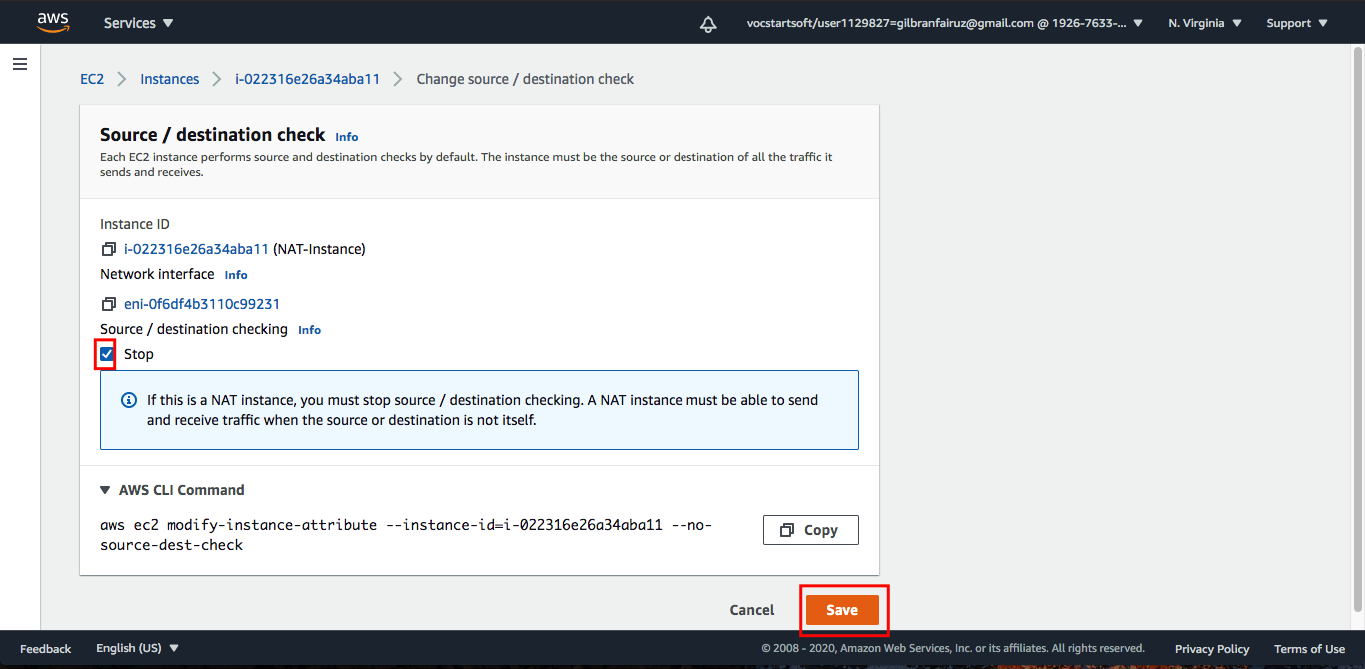 aws
Services
vocstartsoft/user1129827=gilbranfairuz@gmail.com @ 1926-7633-...
N. Virginia
Support
EC2
Instances
i-022316e26a34aba11
Change source / destination check
Source / destination check Info
Each EC2 instance performs source and destination checks by default. The instance must be the source or destination of all the traffic it
sends and receives.
Instance ID
i-022316e26a34aba11 (NAT-Instance)
Network interface Info
eni-0f6df4b3110c99231
Source / destination checking Info
Stop
If this is a NAT instance, you must stop source / destination checking. A NAT instance must be able to send
and receive traffic when the source or destination is not itself.
AWS CLI Command
aws ec2 modify-instance-attribute --instance-id=i-022316e26a34aba11 --no-
source-dest-check
Copy
Cancel
Save
Feedback
English (US)
© 2008 - 2020, Amazon Web Services, Inc. or its affiliates. All rights reserved.
Privacy Policy
Terms of Use